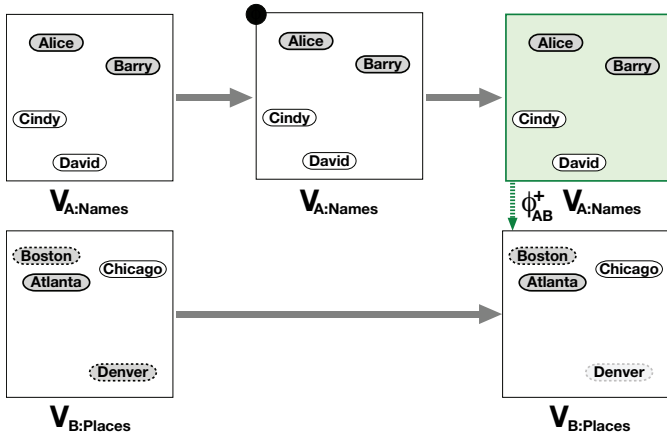 Alice
Barry
Cindy
David
V A:Names
Alice
Barry
Cindy
David
V A:Names
Alice
Barry
Cindy
David
ϕ+AB V A:Names
Boston
Chicago
Atlanta
Denver
V B:Places
Boston
Chicago
Atlanta
Denver
V B:Places